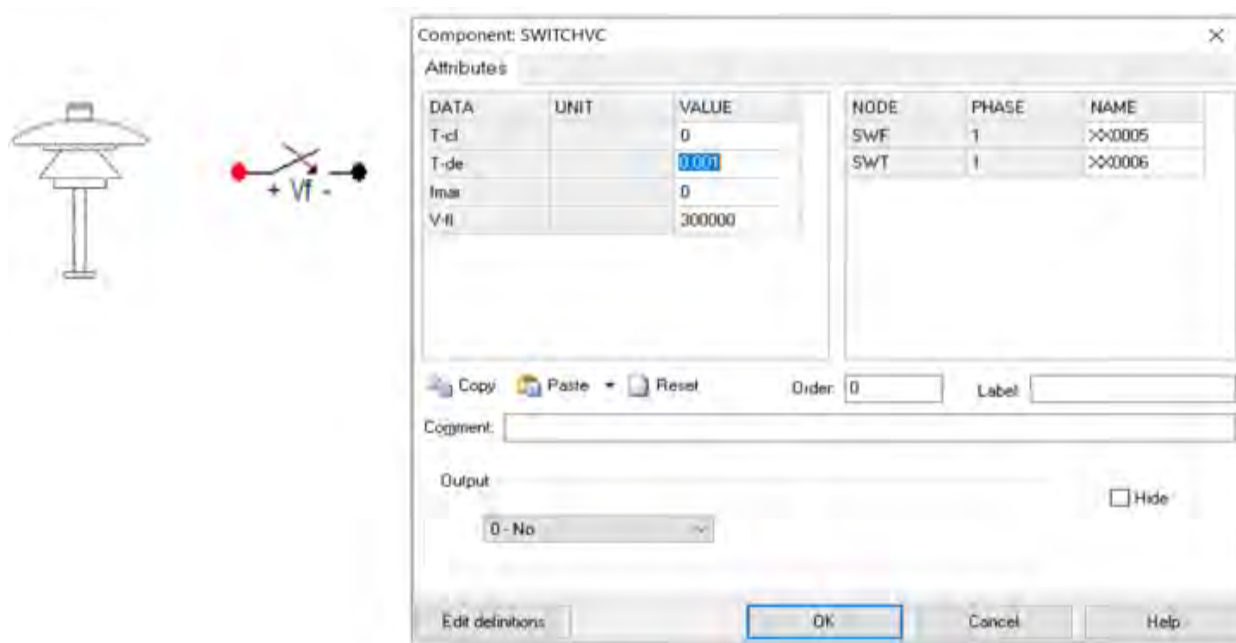 Component: SWITCHVC
Attributes
DATA UNIT VALUE
T-cl 0
T-de 0.001
Imar 0
V-fl 300000
NODE PHASE NAME
SWF 1 XX0005
SWT 1 XX0006
+ Vf -
Copy Paste Reset Order: 0 Label:
Comment:
Output
Hide
0 - No
Edit definitions OK Cancel Help